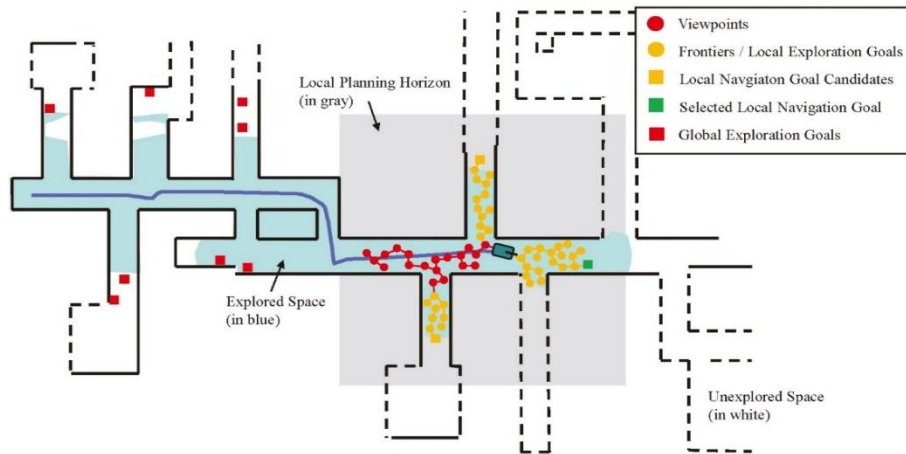 Viewpoints
Frontiers / Local Exploration Goals
Local Navgiaton Goal Candidates
Selected Local Navigation Goal
Global Exploration Goals
Local Planning Horizon
(in gray)
Explored Space
(in blue)
Unexplored Space
(in white)